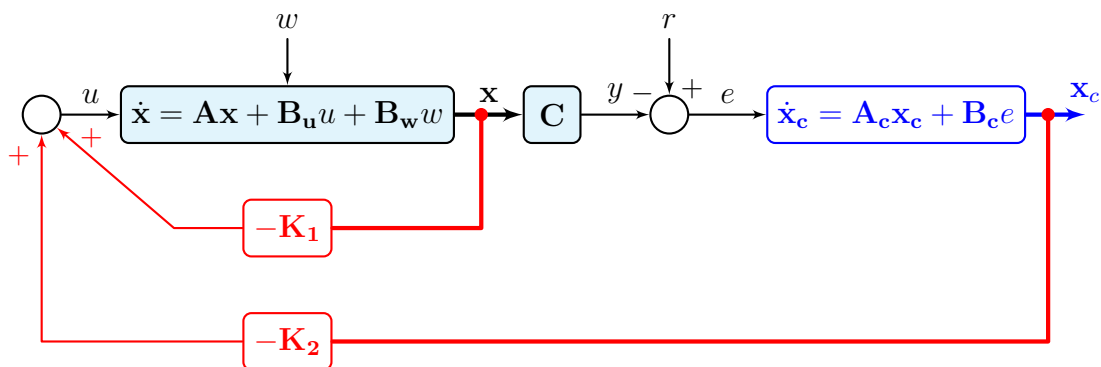 w
r
u
ẋ = Ax + B_u u + B_w w
x
C
y
−
+
e
ẋ_c = A_c x_c + B_c e
x_c
+
+
−K_1
−K_2